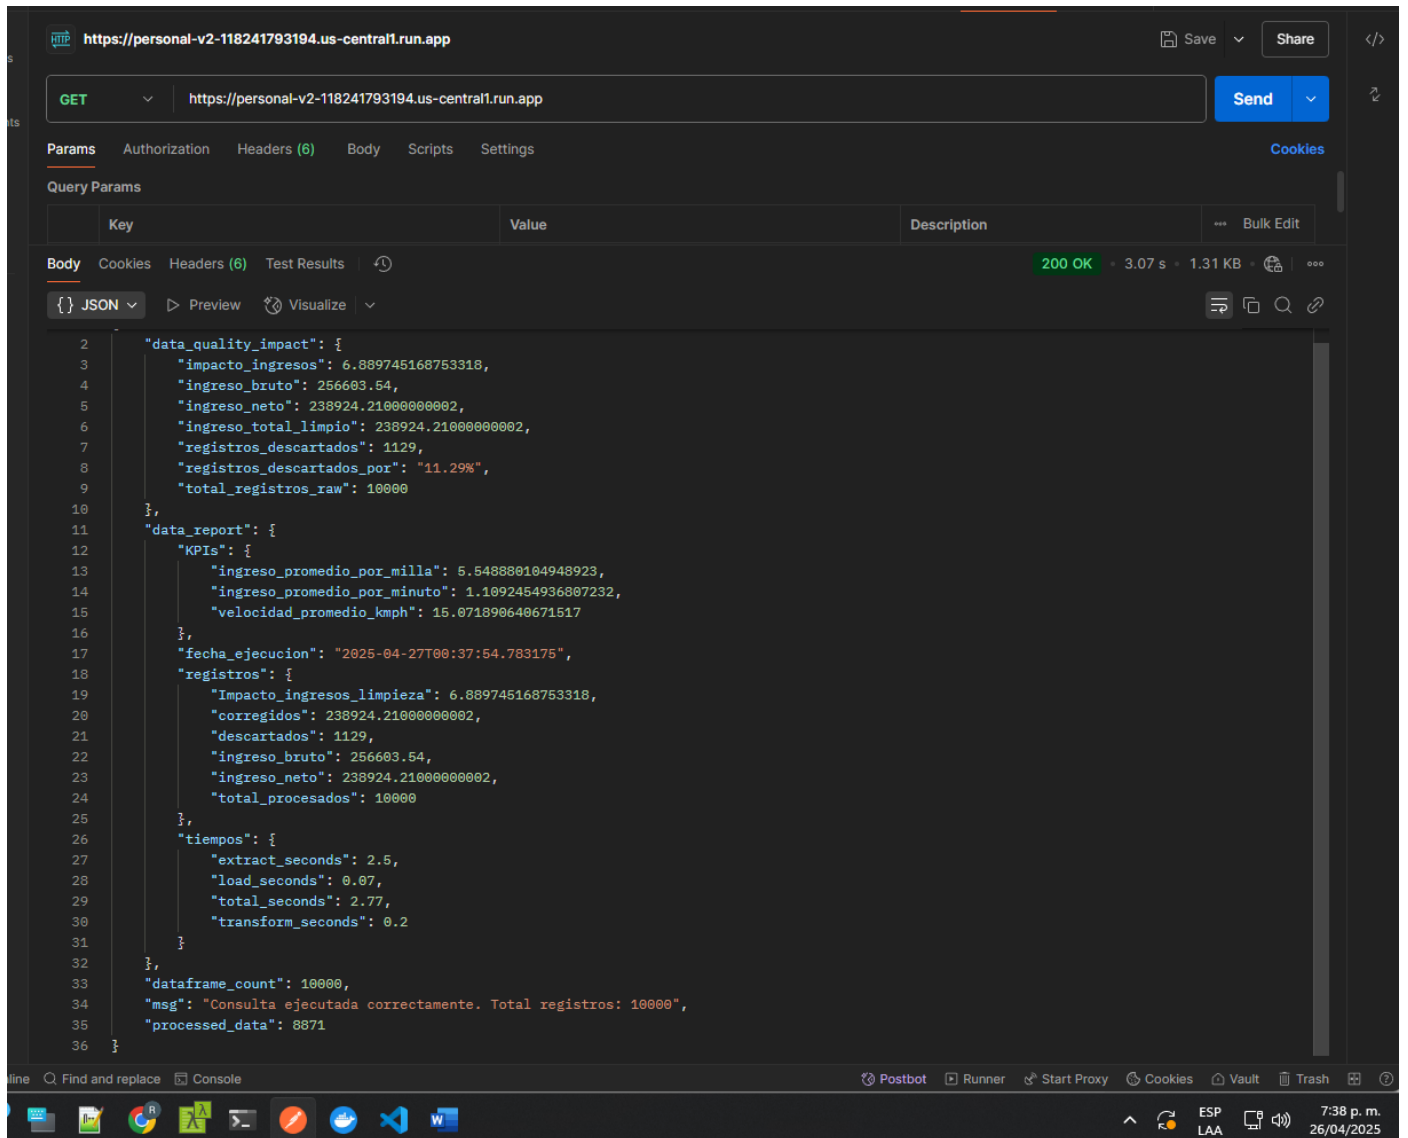 https://personal-v2-118241793194.us-central1.run.app
Save
Share
GET https://personal-v2-118241793194.us-central1.run.app Send
Params Authorization Headers (6) Body Scripts Settings Cookies
Query Params
Key Value Description Bulk Edit
Body Cookies Headers (6) Test Results 200 OK 3.07 s 1.31 KB
{} JSON Preview Visualize
2 "data_quality_impact": {
3 "impacto_ingresos": 6.889745168753318,
4 "ingreso_bruto": 256603.54,
5 "ingreso_neto": 238924.21000000002,
6 "ingreso_total_limpio": 238924.21000000002,
7 "registros_descartados": 1129,
8 "registros_descartados_por": "11.29%",
9 "total_registros_raw": 10000
10 },
11 "data_report": {
12 "KPIs": {
13 "ingreso_promedio_por_milla": 5.548880104948923,
14 "ingreso_promedio_por_minuto": 1.1092454936807232,
15 "velocidad_promedio_kmph": 15.071890640671517
16 },
17 "fecha_ejecucion": "2025-04-27T00:37:54.783175",
18 "registros": {
19 "Impacto_ingresos_limpieza": 6.889745168753318,
20 "corregidos": 238924.21000000002,
21 "descartados": 1129,
22 "ingreso_bruto": 256603.54,
23 "ingreso_neto": 238924.21000000002,
24 "total_procesados": 10000
25 },
26 "tiempos": {
27 "extract_seconds": 2.5,
28 "load_seconds": 0.07,
29 "total_seconds": 2.77,
30 "transform_seconds": 0.2
31 }
32 },
33 "dataframe_count": 10000,
34 "msg": "Consulta ejecutada correctamente. Total registros: 10000",
35 "processed_data": 8871
36 }
Find and replace Console Postbot Runner Start Proxy Cookies Vault Trash
ESP 7:38 p. m.
LAA 26/04/2025